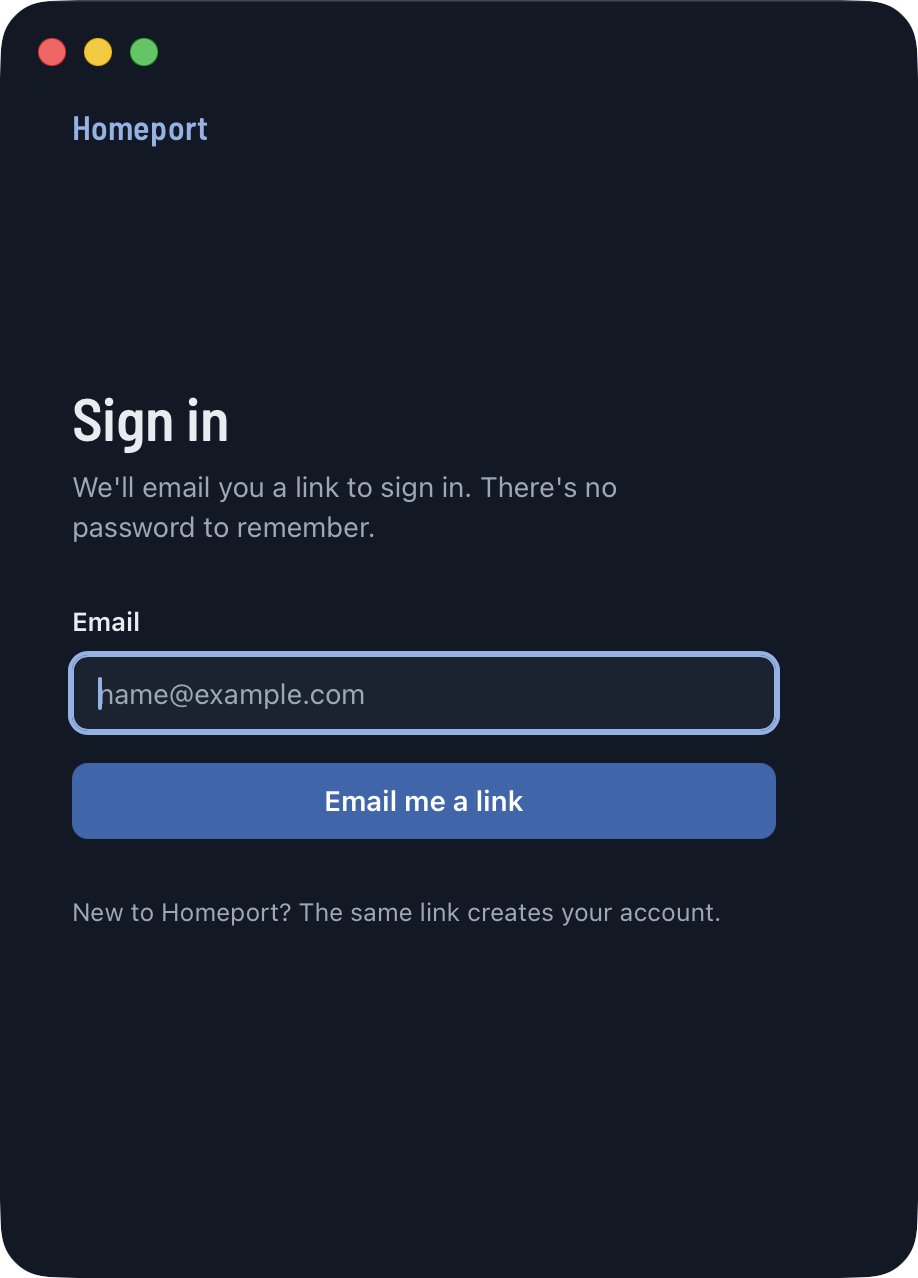 Homeport
Sign in
We'll email you a link to sign in. There's no
password to remember.
Email
name@example.com
Email me a link
New to Homeport? The same link creates your account.